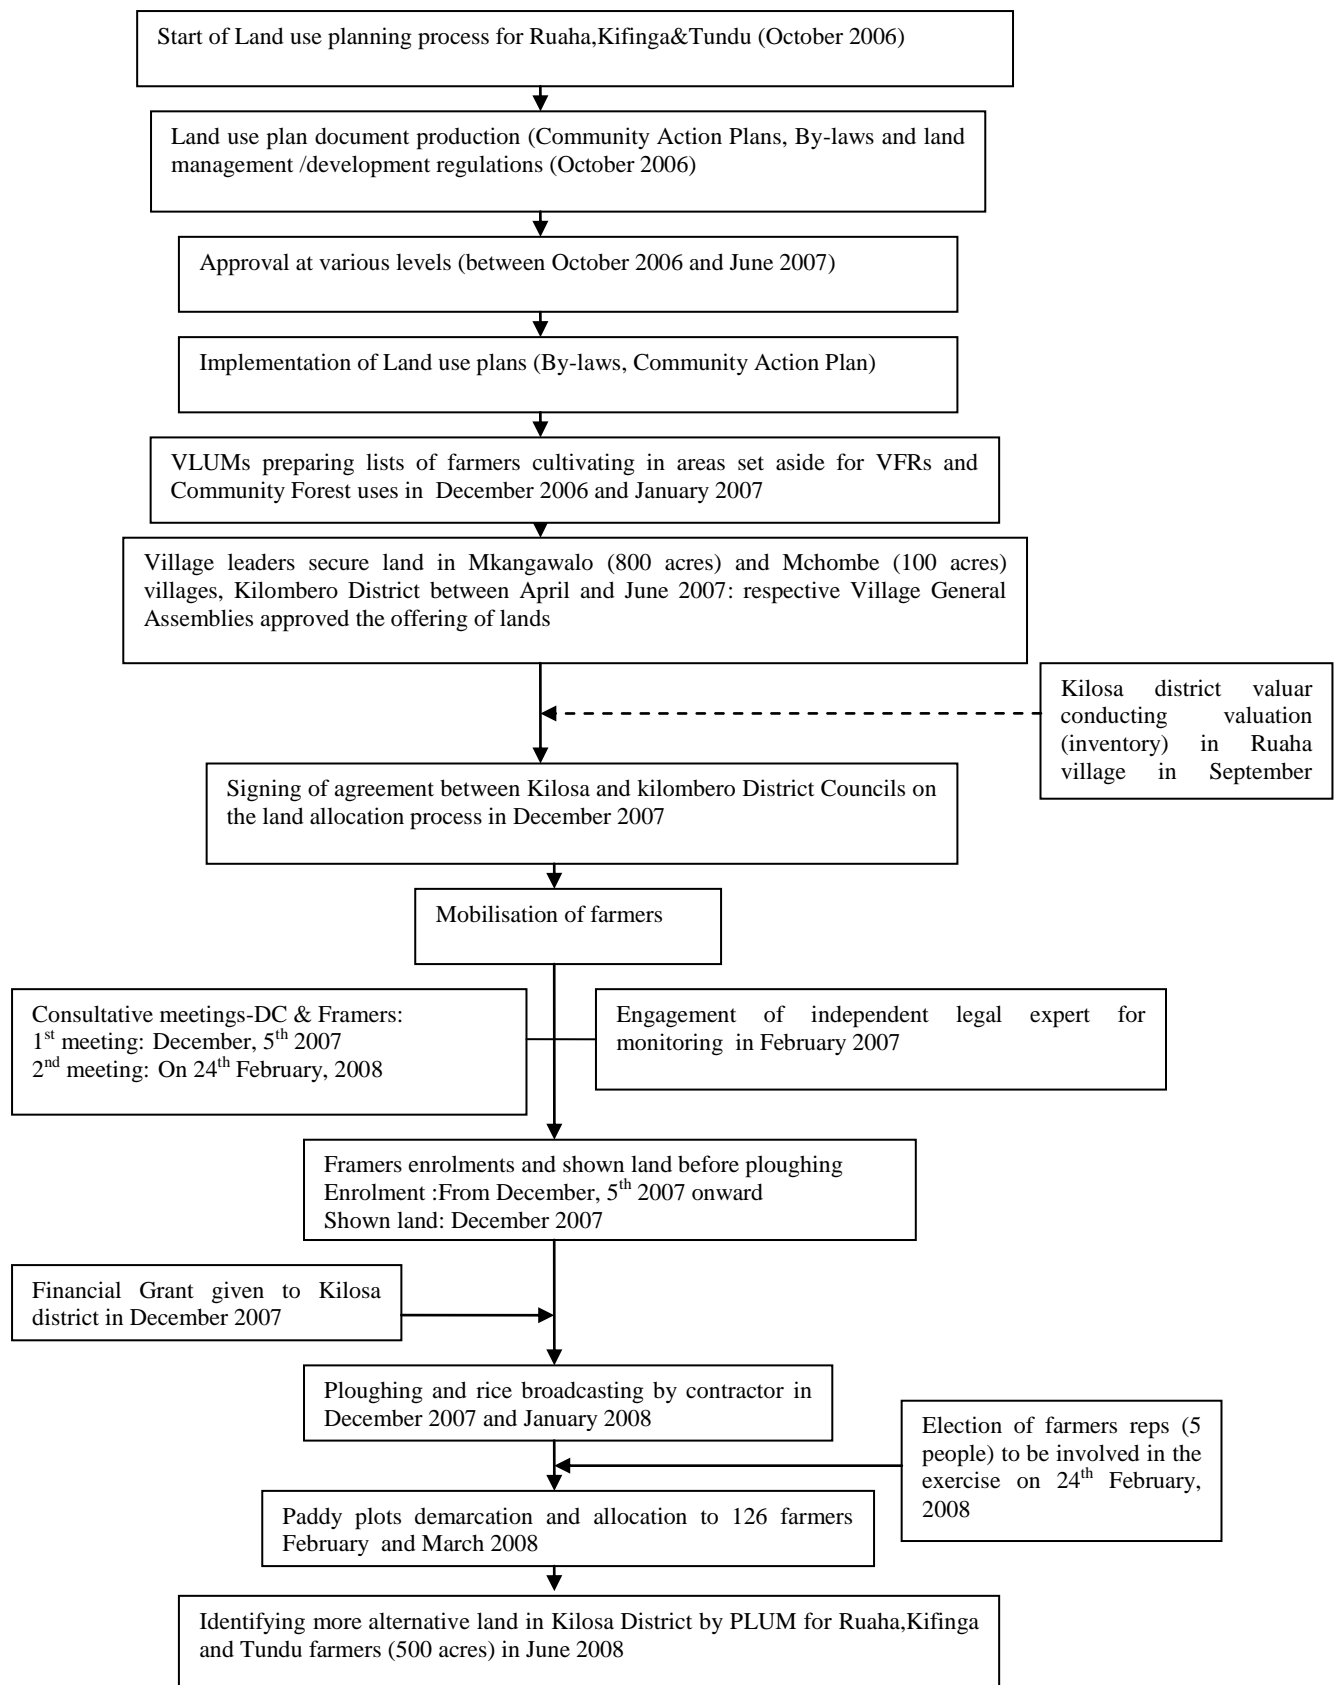 Start of Land use planning process for Ruaha,Kifinga&Tundu (October 2006)
Land use plan document production (Community Action Plans, By-laws and land
management /development regulations (October 2006)
Approval at various levels (between October 2006 and June 2007)
Implementation of Land use plans (By-laws, Community Action Plan)
VLUMs preparing lists of farmers cultivating in areas set aside for VFRs and
Community Forest uses in December 2006 and January 2007
Village leaders secure land in Mkangawalo (800 acres) and Mchombe (100 acres)
villages, Kilombero District between April and June 2007: respective Village General
Assemblies approved the offering of lands
Kilosa district valuar
conducting valuation
(inventory) in Ruaha
village in September
Signing of agreement between Kilosa and kilombero District Councils on
the land allocation process in December 2007
Mobilisation of farmers
Consultative meetings-DC & Framers:
1st meeting: December, 5th 2007
2nd meeting: On 24th February, 2008
Engagement of independent legal expert for
monitoring in February 2007
Framers enrolments and shown land before ploughing
Enrolment :From December, 5th 2007 onward
Shown land: December 2007
Financial Grant given to Kilosa
district in December 2007
Ploughing and rice broadcasting by contractor in
December 2007 and January 2008
Election of farmers reps (5
people) to be involved in the
exercise on 24th February,
2008
Paddy plots demarcation and allocation to 126 farmers
February and March 2008
Identifying more alternative land in Kilosa District by PLUM for Ruaha,Kifinga
and Tundu farmers (500 acres) in June 2008